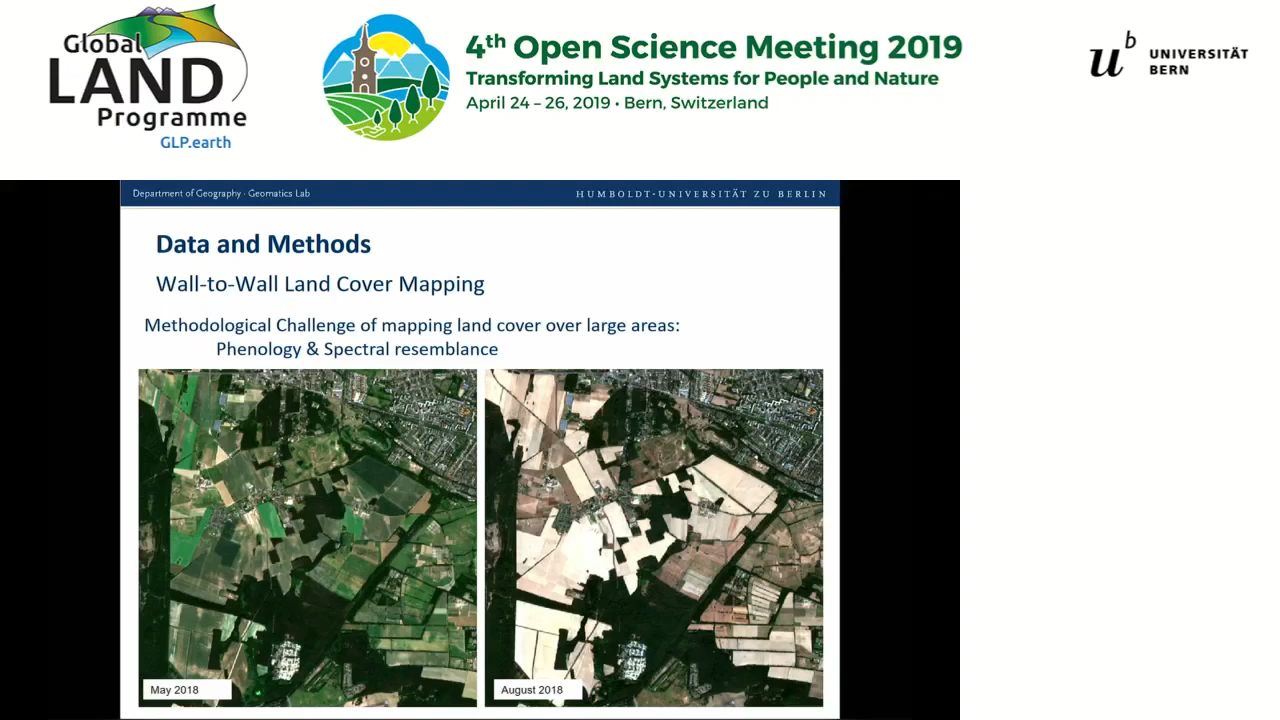 Global
LAND
Programme
GLP.earth
4th Open Science Meeting 2019
Transforming Land Systems for People and Nature
April 24 – 26, 2019 • Bern, Switzerland
u b
UNIVERSITÄT
BERN
Department of Geography · Geomatics Lab
HUMBOLDT-UNIVERSITÄT ZU BERLIN
Data and Methods
Wall-to-Wall Land Cover Mapping
Methodological Challenge of mapping land cover over large areas:
Phenology & Spectral resemblance
May 2018
August 2018